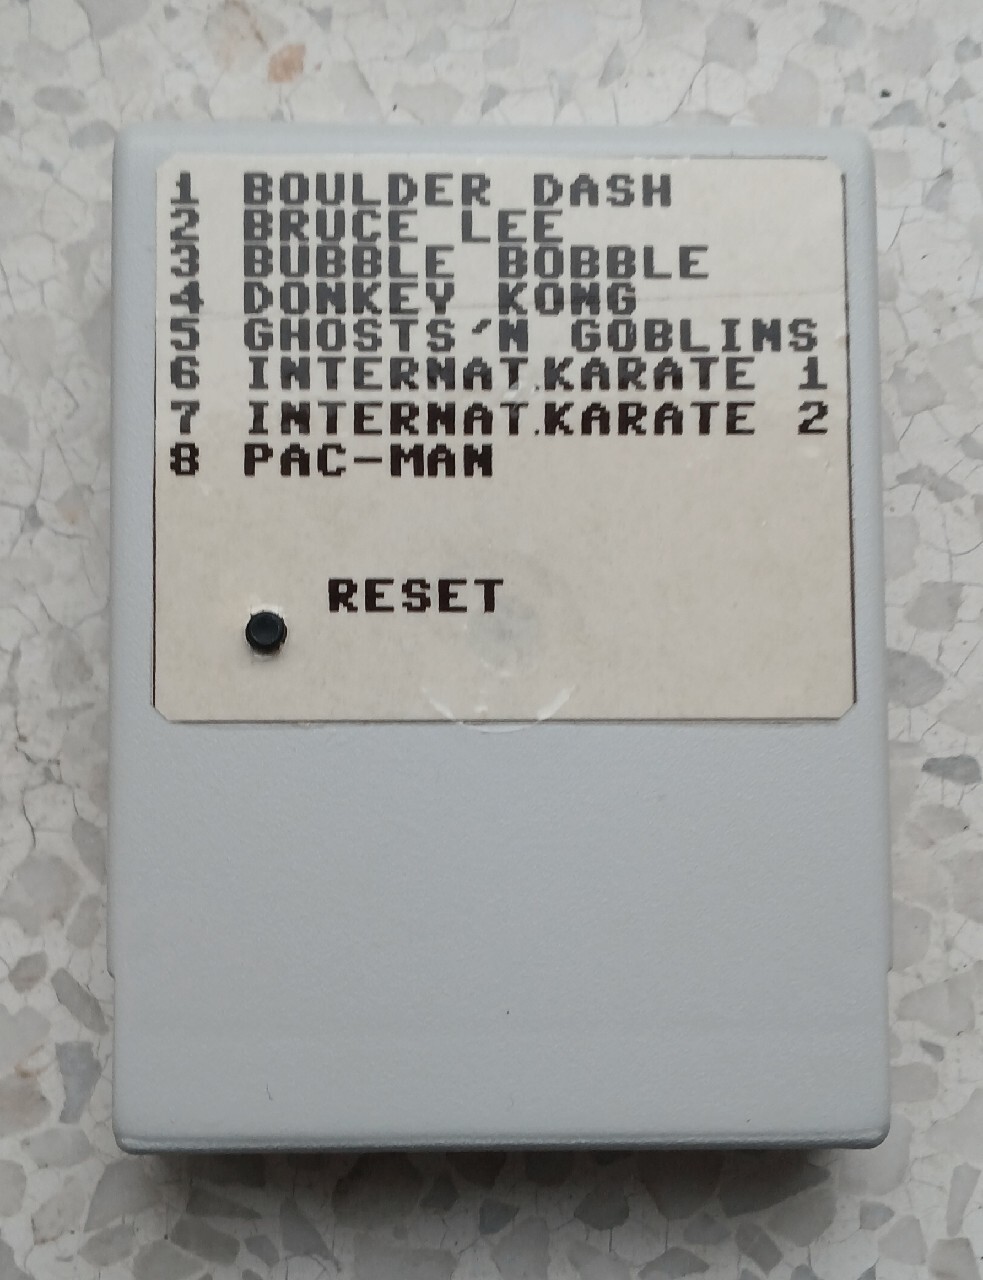 1 BOULDER DASH
2 BRUCE LEE
3 BUBBLE BOBBLE
4 DONKEY KONG
5 GHOSTS'N GOBLINS
6 INTERNAT.KARATE 1
7 INTERNAT.KARATE 2
8 PAC-MAN
RESET